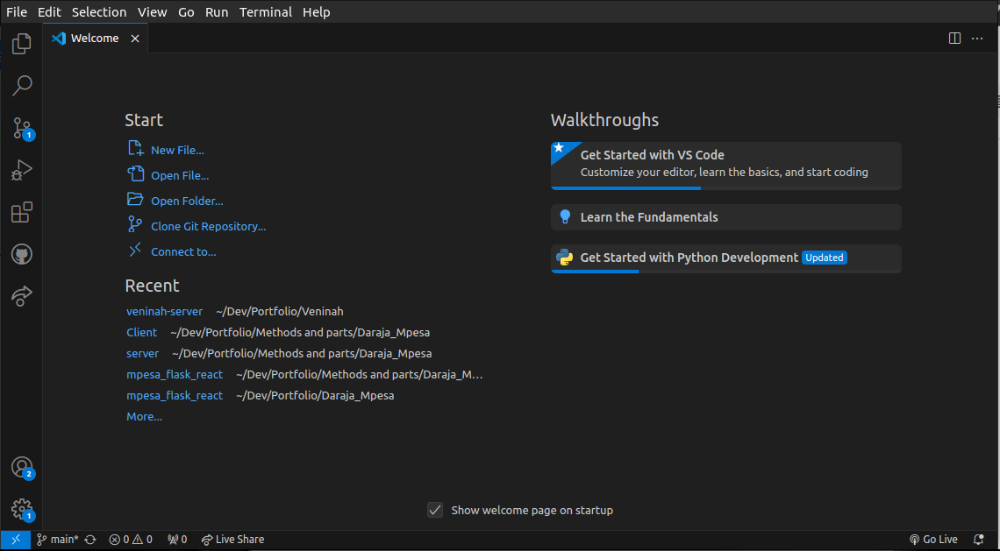 File Edit Selection View Go Run Terminal Help
Welcome
Start
New File...
Open File...
Open Folder...
Clone Git Repository...
Connect to...
Recent
veninah-server ~/Dev/Portfolio/Veninah
Client ~/Dev/Portfolio/Methods and parts/Daraja_Mpesa
server ~/Dev/Portfolio/Methods and parts/Daraja_Mpesa
mpesa_flask_react ~/Dev/Portfolio/Methods and parts/Daraja_M...
mpesa_flask_react ~/Dev/Portfolio/Daraja_Mpesa
More...
Walkthroughs
Get Started with VS Code
Customize your editor, learn the basics, and start coding
Learn the Fundamentals
Get Started with Python Development Updated
1
2
1
Show welcome page on startup
main* 0 0 0 Live Share Go Live